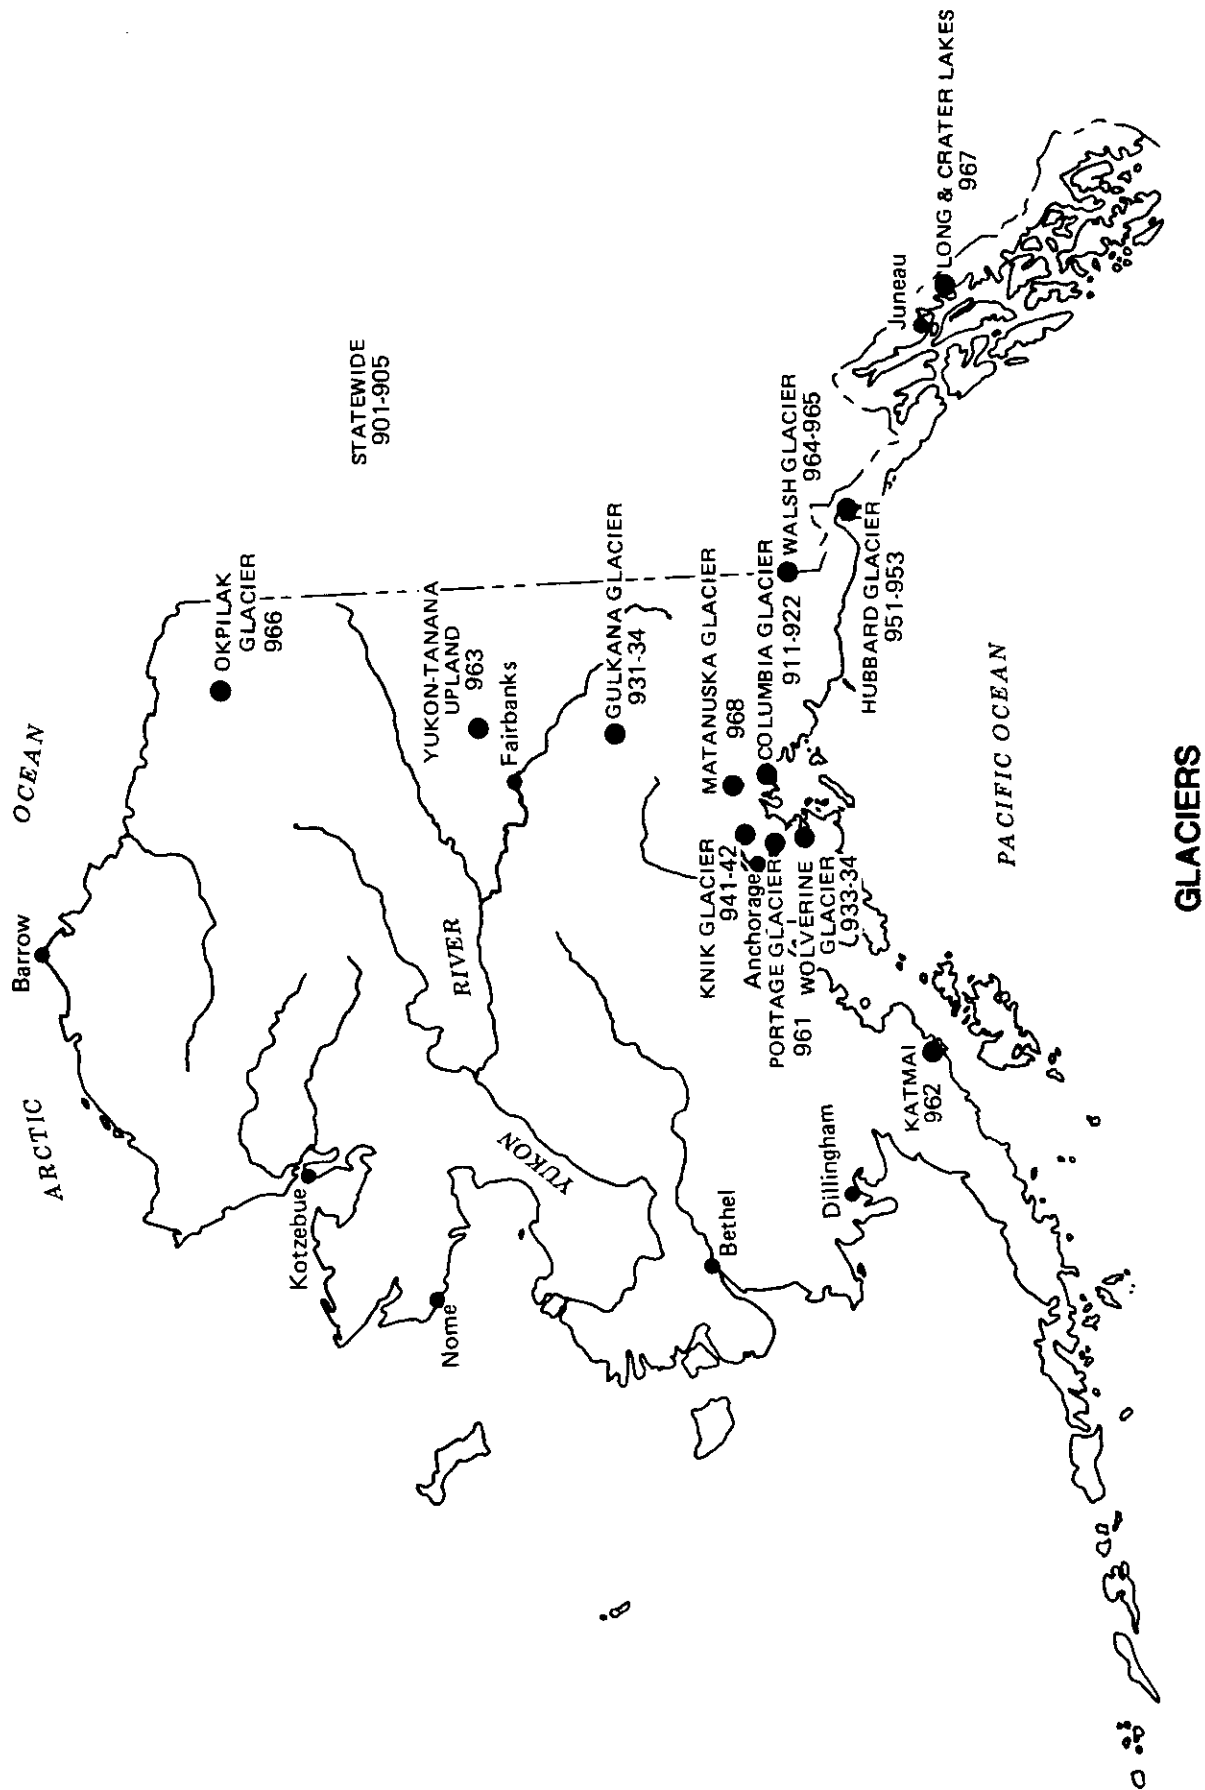 ARCTIC
OCEAN
Barrow
OKPILAK
GLACIER
966
STATEWIDE
901-905
Kotzebue
YUKON-TANANA
UPLAND
963
Nome
RIVER
YUKON
Fairbanks
GULKANA GLACIER
931-34
Bethel
KNIK GLACIER
941-42
MATANUSKA GLACIER
968
Anchorage
COLUMBIA GLACIER
911-922
WALSH GLACIER
964-965
PORTAGE GLACIER
961
WOLVERINE
GLACIER
933-34
Dillingham
HUBBARD GLACIER
951-953
Juneau
LONG & CRATER LAKES
967
KATMAI
962
PACIFIC OCEAN
GLACIERS